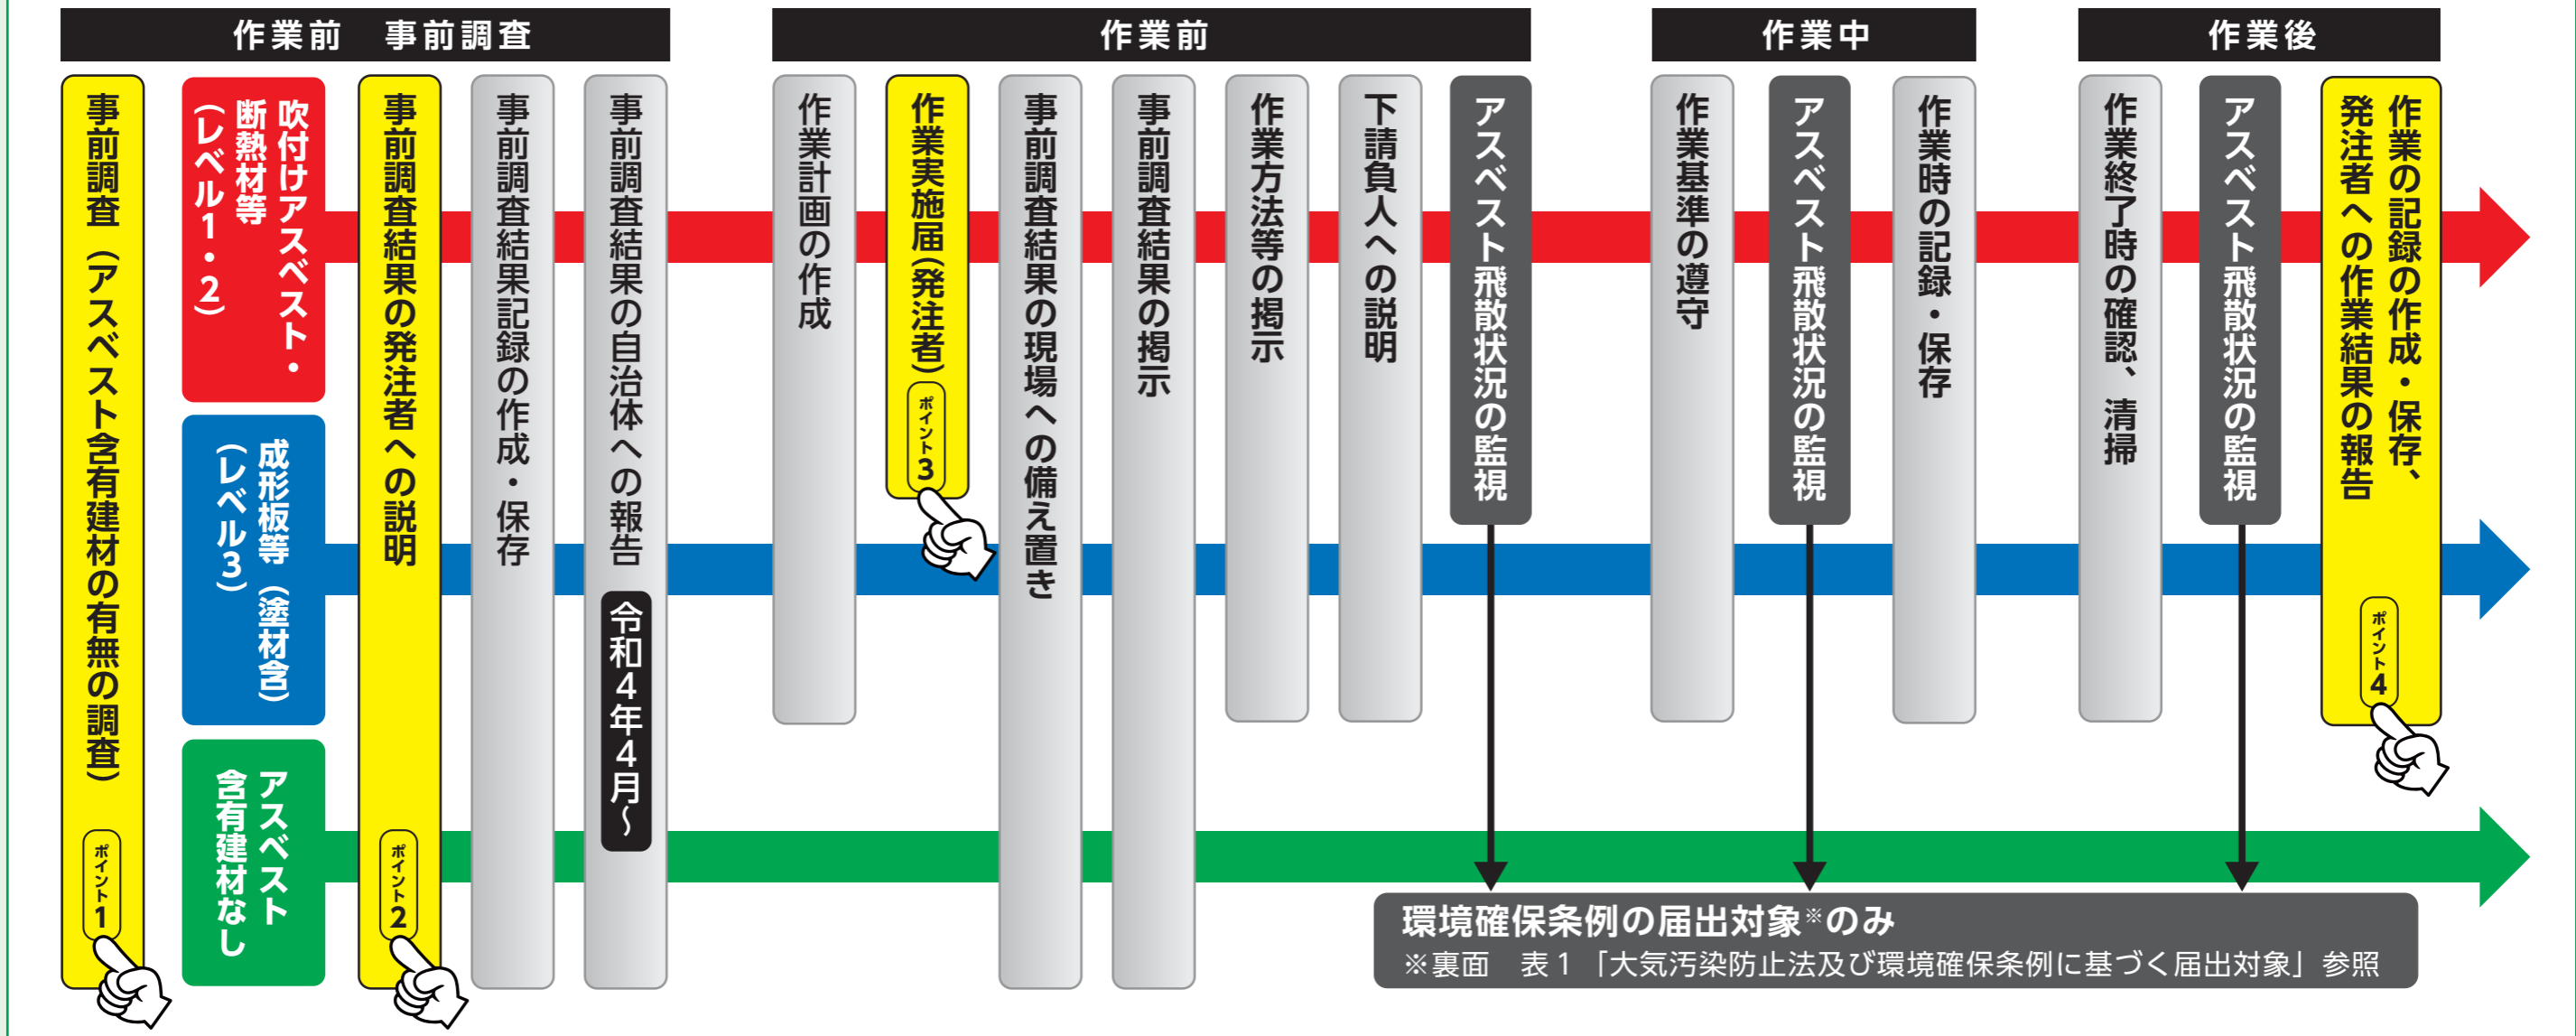 作業前　事前調査
事前調査（アスベスト含有建材の有無の調査）
ポイント1
吹付けアスベスト・
断熱材等
（レベル1・2）
成形板等（塗材含）
（レベル3）
アスベスト
含有建材なし
事前調査結果の発注者への説明
ポイント2
事前調査結果記録の作成・保存
事前調査結果の自治体への報告
令和4年4月～
作業前
作業計画の作成
作業実施届（発注者）
ポイント3
事前調査結果の現場への備え置き
事前調査結果の掲示
作業方法等の掲示
下請負人への説明
アスベスト飛散状況の監視
作業中
作業基準の遵守
アスベスト飛散状況の監視
作業時の記録・保存
作業後
作業終了時の確認、清掃
アスベスト飛散状況の監視
作業の記録の作成・保存、
発注者への作業結果の報告
ポイント4
環境確保条例の届出対象※のみ
※裏面　表1「大気汚染防止法及び環境確保条例に基づく届出対象」参照